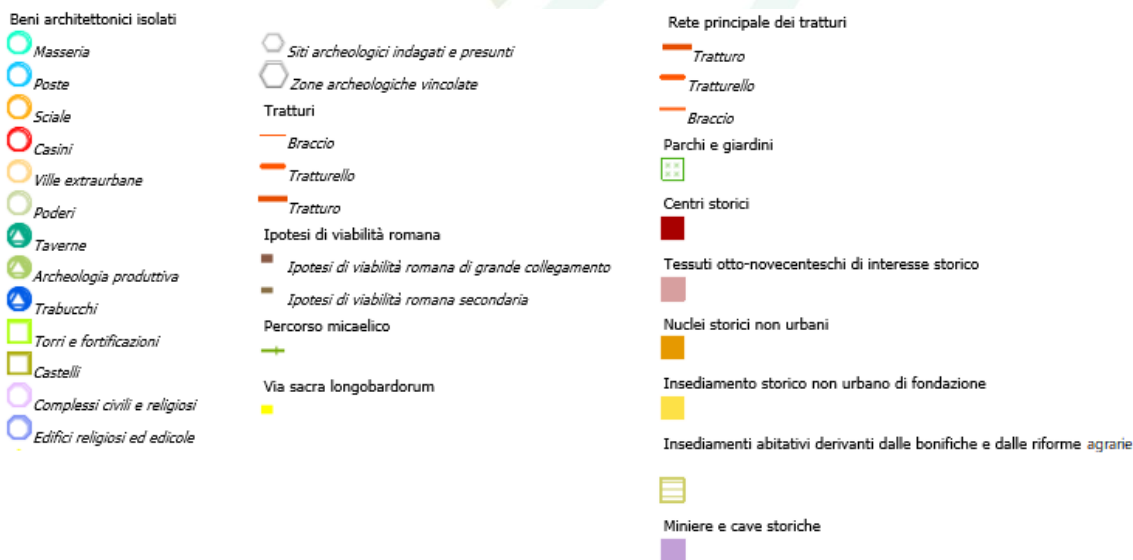 Beni architettonici isolati
Masseria
Poste
Sciale
Casini
Ville extraurbane
Poderi
Taverne
Archeologia produttiva
Trabucchi
Torri e fortificazioni
Castelli
Complessi civili e religiosi
Edifici religiosi ed edicole
Siti archeologici indagati e presunti
Zone archeologiche vincolate
Tratturi
Braccio
Tratturello
Tratturo
Ipotesi di viabilità romana
Ipotesi di viabilità romana di grande collegamento
Ipotesi di viabilità romana secondaria
Percorso micaelico
Via sacra longobardorum
Rete principale dei tratturi
Tratturo
Tratturello
Braccio
Parchi e giardini
Centri storici
Tessuti otto-novecenteschi di interesse storico
Nuclei storici non urbani
Insediamento storico non urbano di fondazione
Insediamenti abitativi derivanti dalle bonifiche e dalle riforme agrarie
Miniere e cave storiche